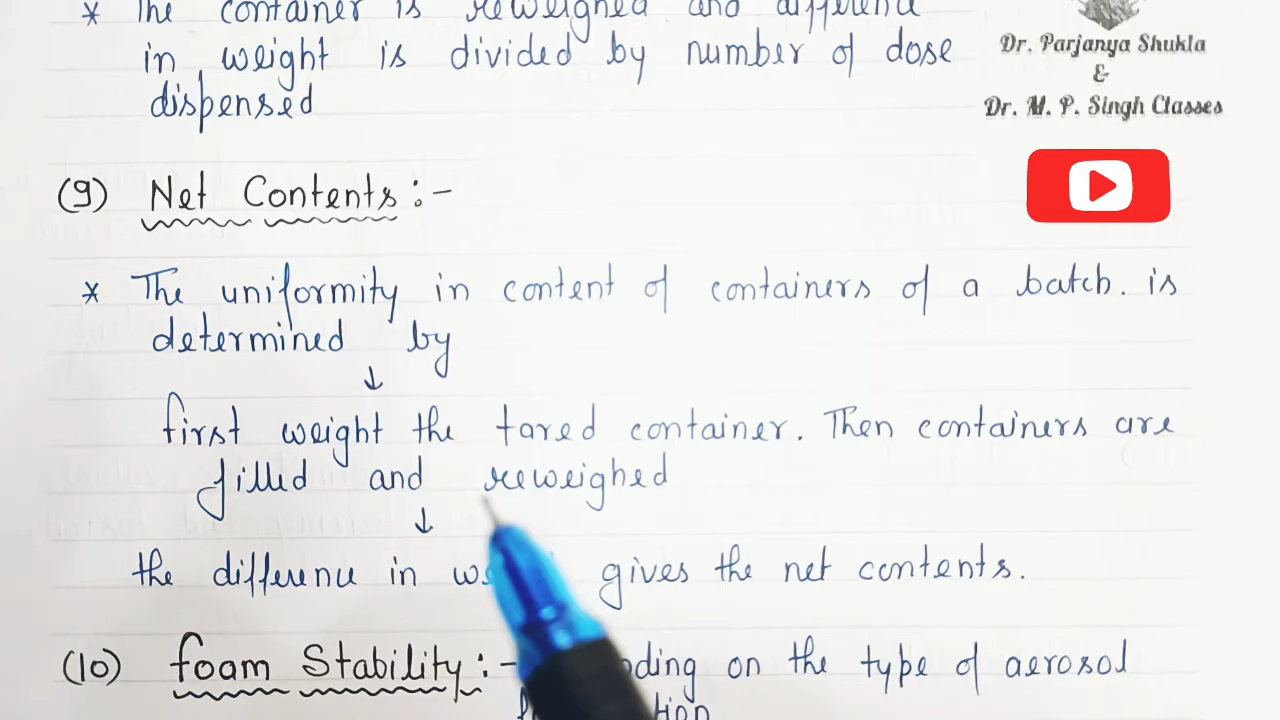 * The container is reweighed and difference
in weight is divided by number of dose
dispensed
Dr. Parjanya Shukla
&
Dr. M. P. Singh Classes
(9) Net Contents :-
* The uniformity in content of containers of a batch. is
determined by
↓
first weight the tared container. Then containers are
filled and reweighed
↓
the difference in gives the net contents.
(10) foam Stability :- on the type of aerosol